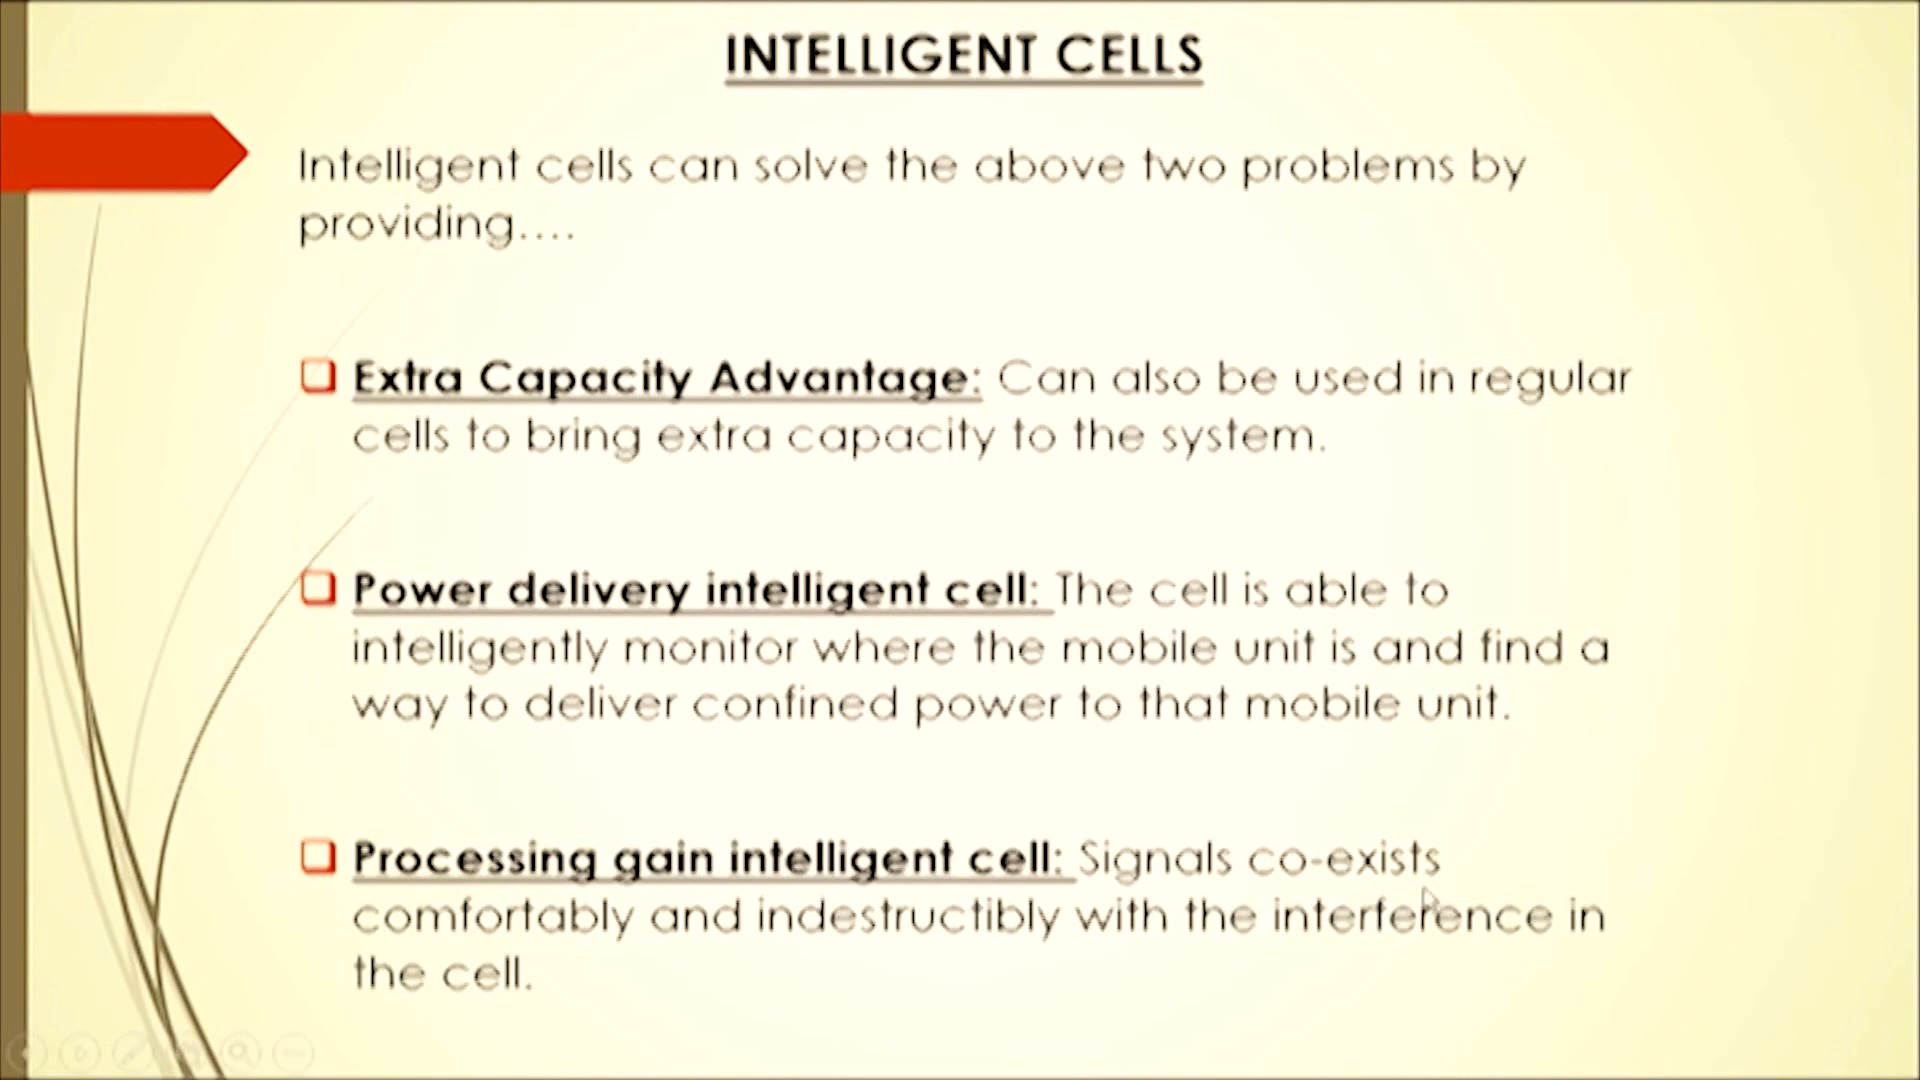 INTELLIGENT CELLS
Intelligent cells can solve the above two problems by
providing....
Extra Capacity Advantage: Can also be used in regular
cells to bring extra capacity to the system.
Power delivery intelligent cell: The cell is able to
intelligently monitor where the mobile unit is and find a
way to deliver confined power to that mobile unit.
Processing gain intelligent cell: Signals co-exists
comfortably and indestructibly with the interference in
the cell.